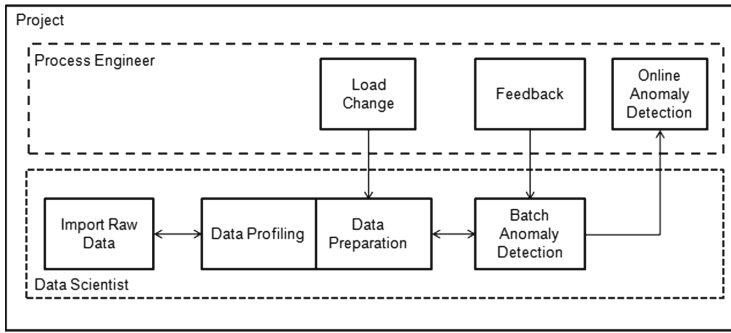 Project
Process Engineer
Load
Change
Feedback
Online
Anomaly
Detection
Import Raw
Data
Data Profiling
Data
Preparation
Batch
Anomaly
Detection
Data Scientist